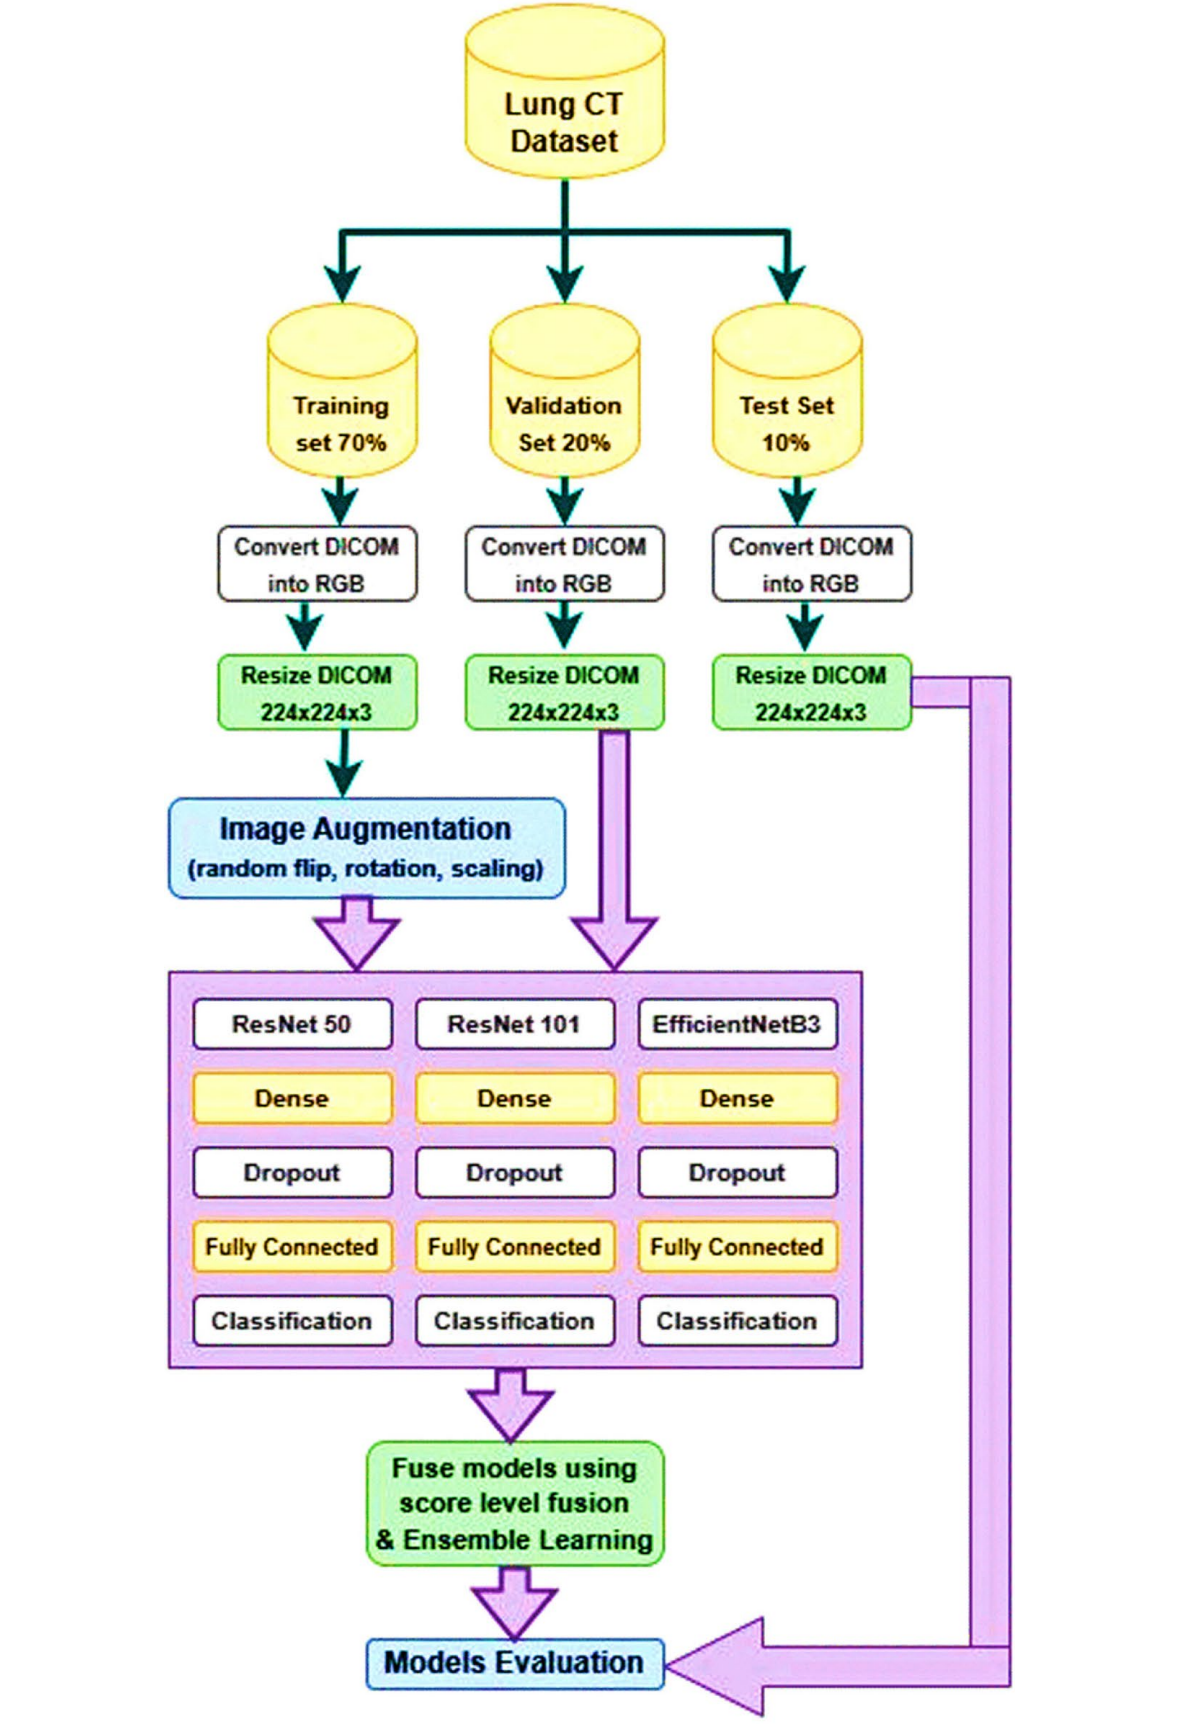 Lung CT
Dataset
Training
set 70%
Validation
Set 20%
Test Set
10%
Convert DICOM
into RGB
Convert DICOM
into RGB
Convert DICOM
into RGB
Resize DICOM
224x224x3
Resize DICOM
224x224x3
Resize DICOM
224x224x3
Image Augmentation
(random flip, rotation, scaling)
ResNet 50
ResNet 101
EfficientNetB3
Dense
Dense
Dense
Dropout
Dropout
Dropout
Fully Connected
Fully Connected
Fully Connected
Classification
Classification
Classification
Fuse models using
score level fusion
& Ensemble Learning
Models Evaluation